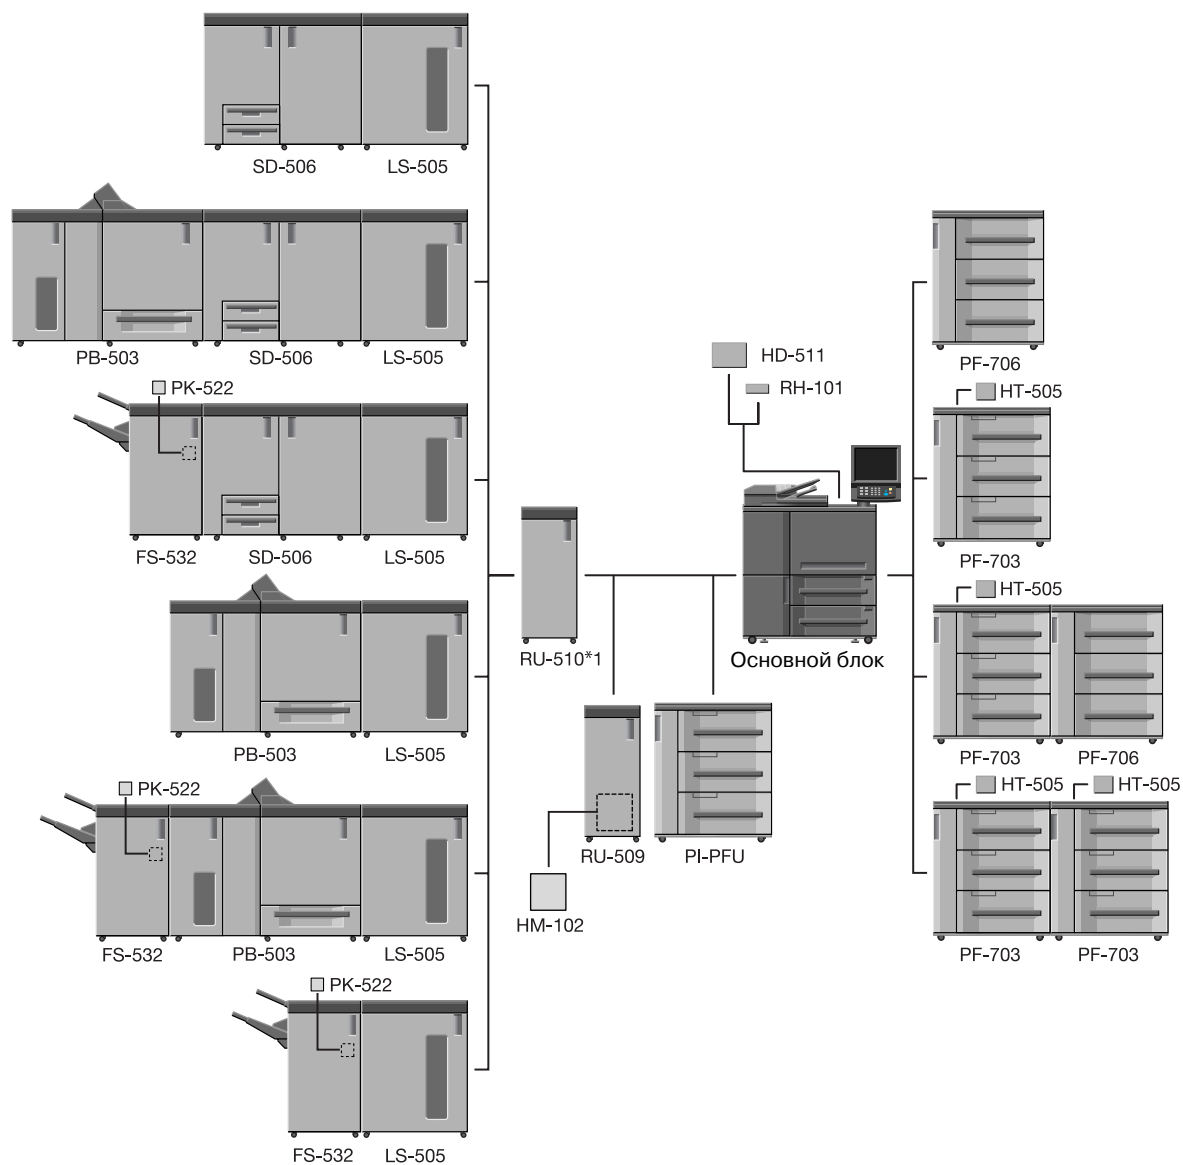 SD-506 LS-505
PB-503 SD-506 LS-505
PK-522
FS-532 SD-506 LS-505
PB-503 LS-505
PK-522
FS-532 PB-503 LS-505
PK-522
FS-532 LS-505
RU-510*1
HD-511
RH-101
Основной блок
RU-509 PI-PFU
HM-102
PF-706
HT-505
PF-703
HT-505
PF-703 PF-706
HT-505 HT-505
PF-703 PF-703